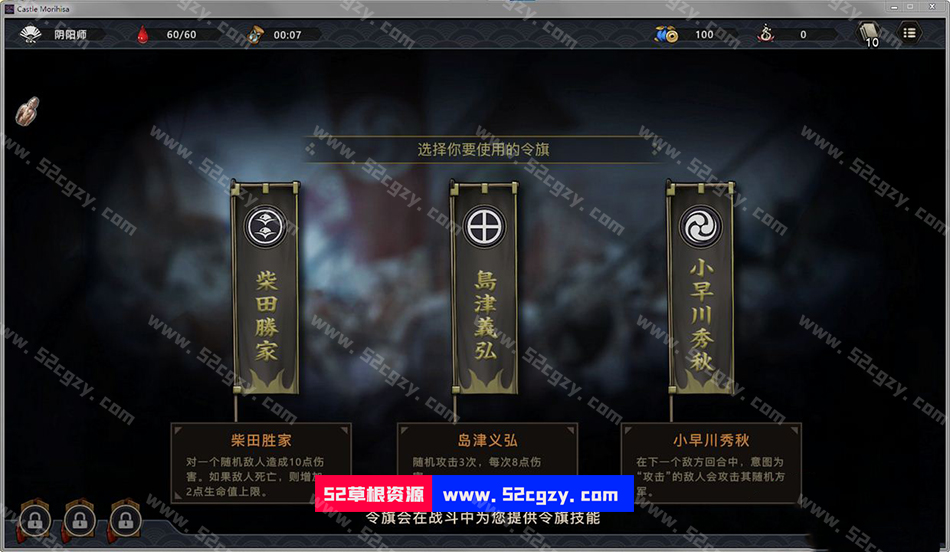 Castle Morihisa
阴阳师
60/60
00:07
100
0
10
选择你要使用的令旗
柴田勝家
島津義弘
小早川秀秋
柴田胜家
对一个随机敌人造成10点伤
害。如果敌人死亡，则增加
2点生命值上限。
岛津义弘
随机攻击3次，每次8点伤
小早川秀秋
在下一个敌方回合中，意图为
“攻击”的敌人会攻击其随机方
军。
52草根资源
www.52cgzy.com
令旗会在战斗中为您提供令旗技能
www.52cgzy.com